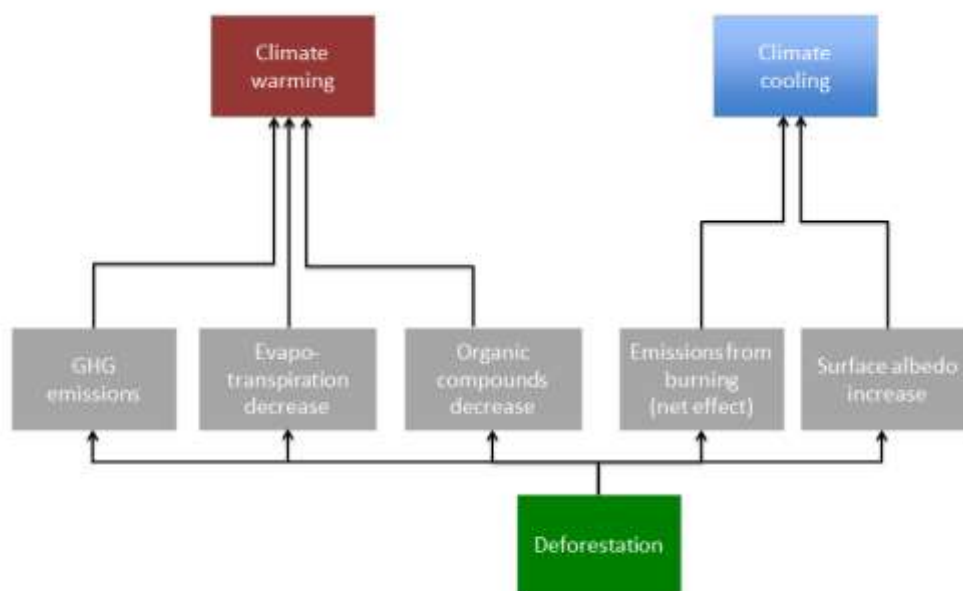 Climate
warming
Climate
cooling
GHG
emissions
Evapo-
transpiration
decrease
Organic
compounds
decrease
Emissions from
burning
(net effect)
Surface albedo
increase
Deforestation